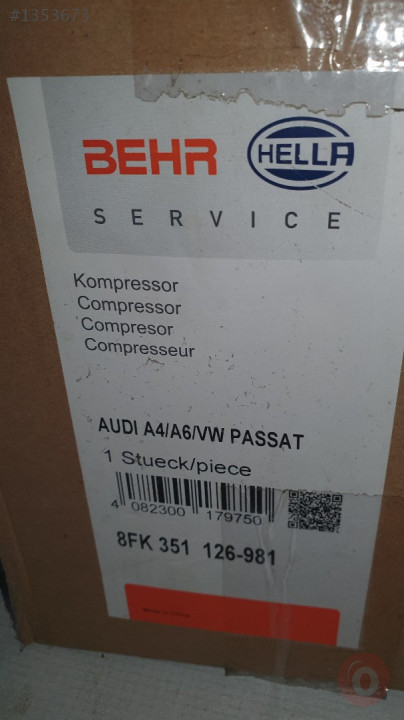 BEHR HELLA
SERVICE
Kompressor
Compressor
Compresor
Compresseur
AUDI A4/A6/VW PASSAT
1 Stueck/piece
4 082300 179750
8FK 351 126-981